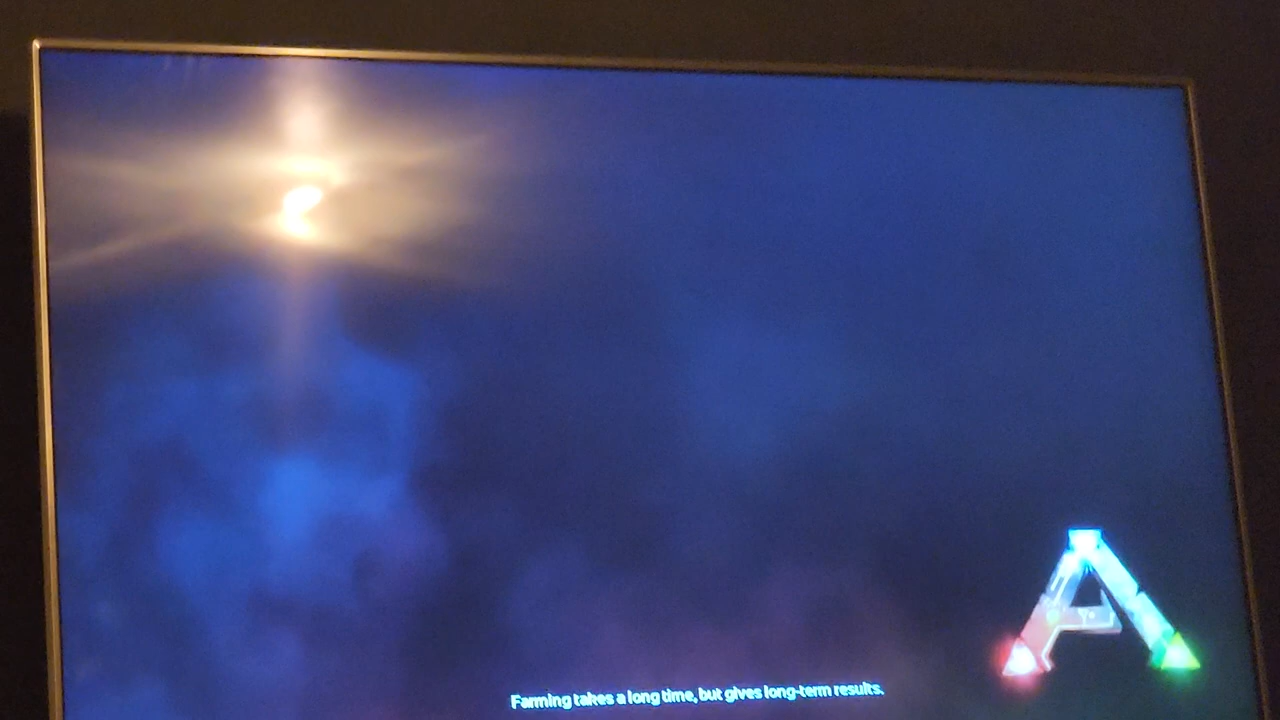 Farming takes a long time, but gives long-term results.
A